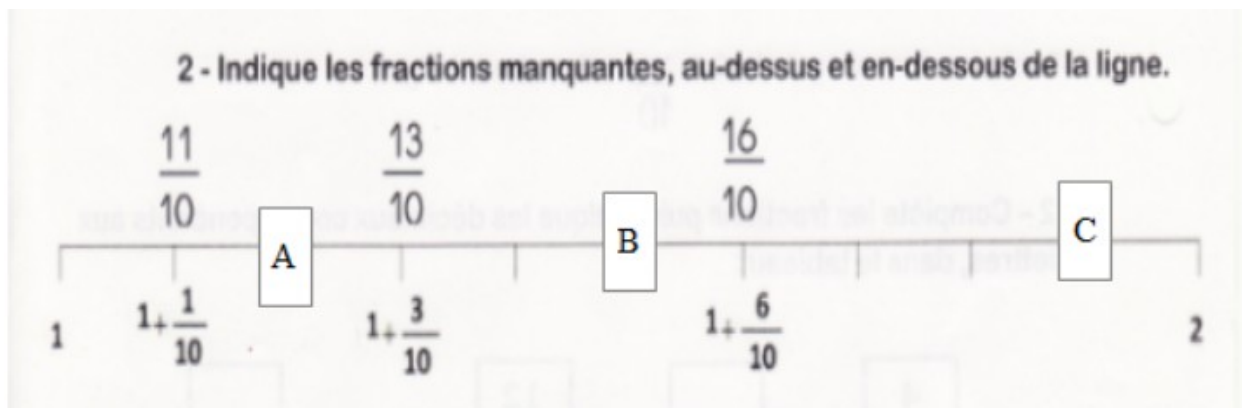 2 - Indique les fractions manquantes, au-dessus et en-dessous de la ligne.
11/10 13/10 16/10
A B C
1 1+1/10 1+3/10 1+6/10 2